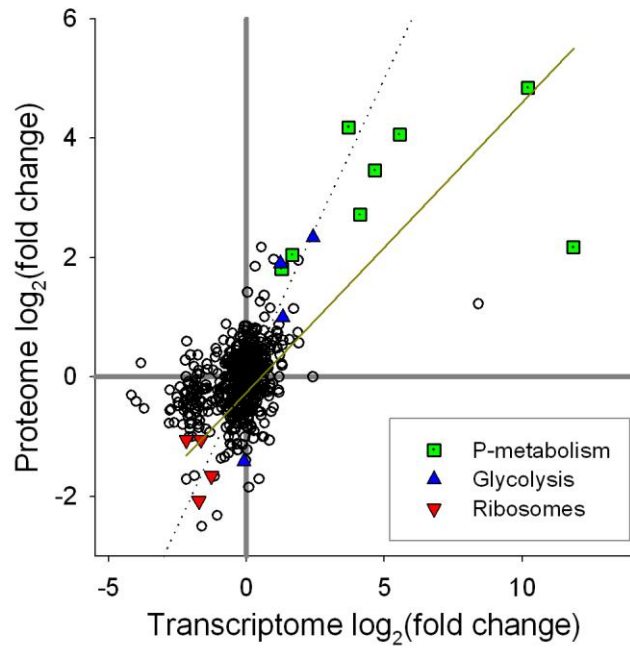 6
4
2
0
-2
Proteome log2(fold change)
P-metabolism
Glycolysis
Ribosomes
-5
0
5
10
Transcriptome log2(fold change)